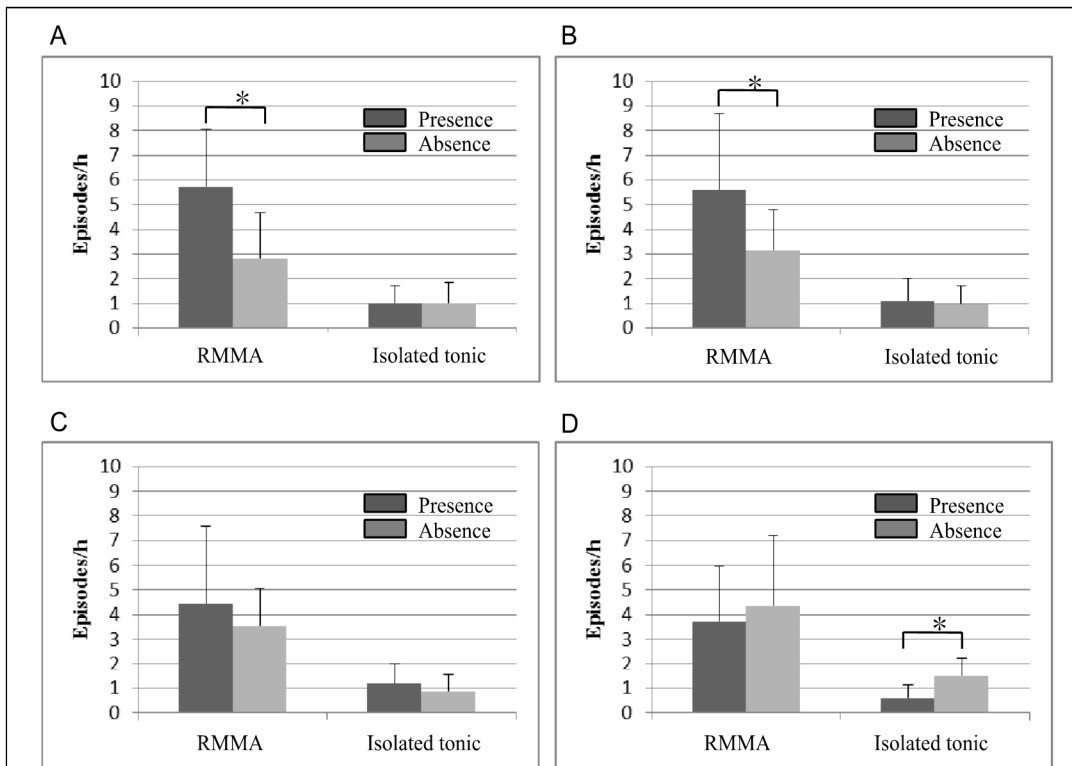 A
Episodes/h
10
9
8
7
6
5
4
3
2
1
0
*
Presence
Absence
RMMA Isolated tonic
B
Episodes/h
10
9
8
7
6
5
4
3
2
1
0
*
Presence
Absence
RMMA Isolated tonic
C
Episodes/h
10
9
8
7
6
5
4
3
2
1
0
Presence
Absence
RMMA Isolated tonic
D
Episodes/h
10
9
8
7
6
5
4
3
2
1
0
Presence
Absence
*
RMMA Isolated tonic